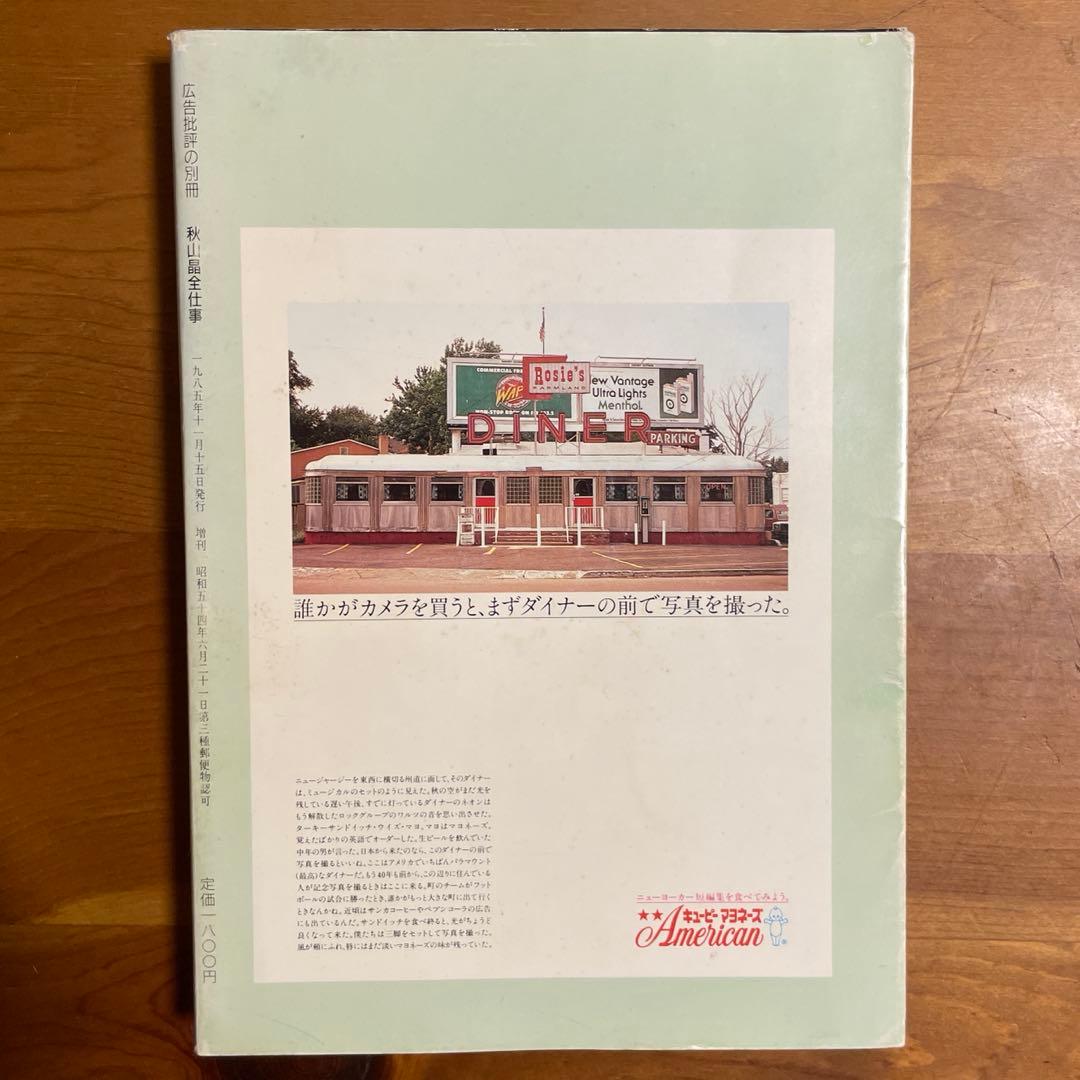 広告批評の別冊 秋山晶全仕事 一九八五年十一月十五日発行 増刊 昭和五十四年六月二十一日第三種郵便物認可 定価一八〇〇円
COMMERCIAL
WAP
NON-STOP
Rosie's
FARMLAND
ew Vantage
Ultra Lights
Menthol.
DINER
PARKING
OPEN
誰かがカメラを買うと、まずダイナーの前で写真を撮った。
ニュージャージーを東西に横切る州道に面して、そのダイナー
は、ミュージカルのセットのように見えた。秋の空がまだ光を
残している遅い午後、すでに灯っているダイナーのネオンは
もう解散したロックグループのワルツの音を思い出させた。
ターキーサンドイッチ・ウイズ・マヨ。マヨはマヨネーズ。
覚えたばかりの英語でオーダーした。生ビールを飲んでいた
中年の男が言った。日本から来たのなら、このダイナーの前で
写真を撮るといいね。ここはアメリカでいちばんパラマウント
(最高)なダイナーだ。もう40年も前から、この辺りに住んでいる
人が記念写真を撮るときはここに来る。町のチームがフット
ボールの試合に勝ったとき、誰かがもっと大きな町に出て行く
ときなんかね。近頃はサンカコーヒーやペプシコーラの広告
にも出ているんだ。サンドイッチを食べ終ると、光がちょうど
良くなって来た。僕たちは三脚をセットして写真を撮った。
風が頬にふれ、唇にはまだ淡いマヨネーズの味が残っていた。
ニューヨーカー短編集を食べてみよう。
★★キューピーマヨネーズ
American
®